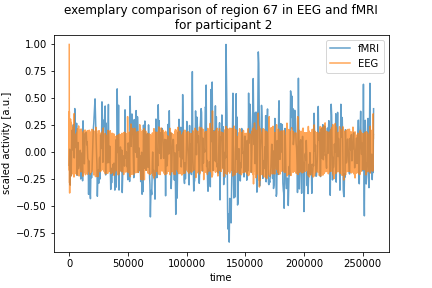 exemplary comparison of region 67 in EEG and fMRI
for participant 2
fMRI
EEG
scaled activity [a.u.]
1.00
0.75
0.50
0.25
0.00
−0.25
−0.50
−0.75
0
50000
100000
150000
200000
250000
time